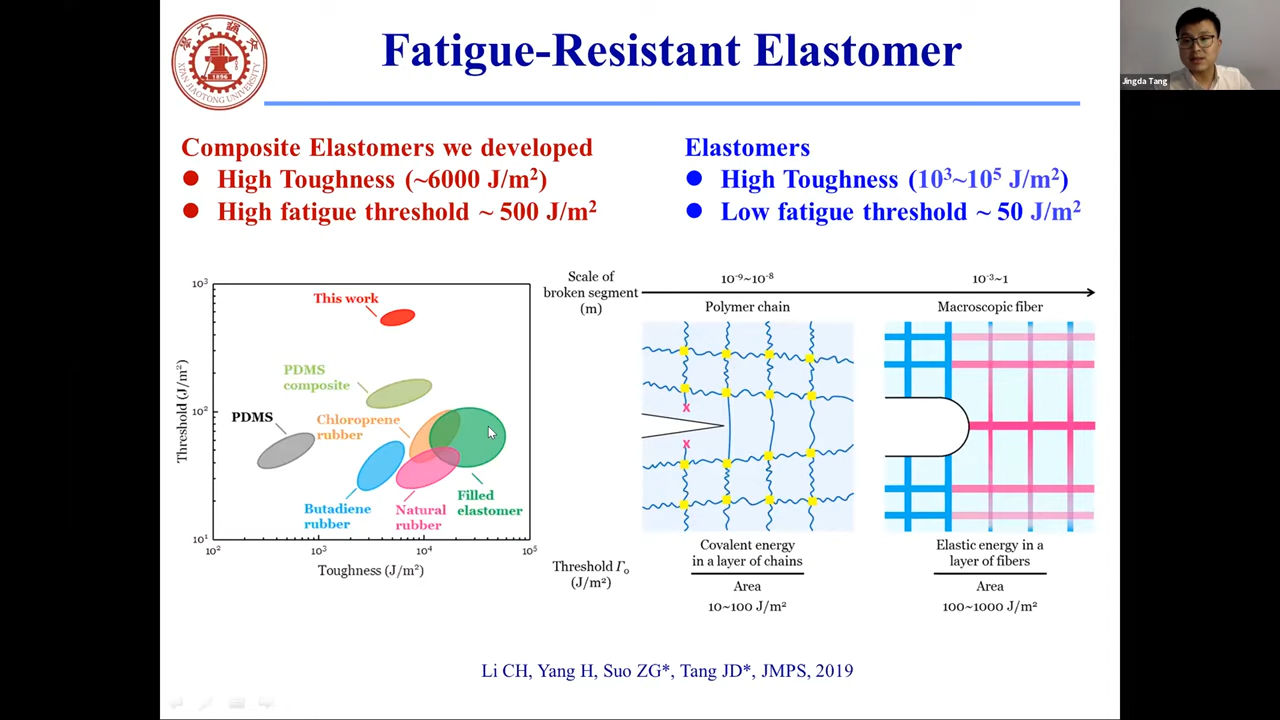 Fatigue-Resistant Elastomer
XI'AN JIAOTONG UNIVERSITY
1896
Jingda Tang
Composite Elastomers we developed
● High Toughness (~6000 J/m²)
● High fatigue threshold ~ 500 J/m²
Elastomers
● High Toughness (10³~10⁵ J/m²)
● Low fatigue threshold ~ 50 J/m²
10³
10²
10¹
Threshold (J/m²)
This work
PDMS
composite
PDMS
Chloroprene
rubber
Butadiene
rubber
Natural
rubber
Filled
elastomer
10²
10³
10⁴
10⁵
Toughness (J/m²)
Scale of
broken segment
(m)
10⁻⁹~10⁻⁸
10⁻³~1
Polymer chain
Macroscopic fiber
x
x
Threshold Γ₀
(J/m²)
Covalent energy
in a layer of chains
Area
10~100 J/m²
Elastic energy in a
layer of fibers
Area
100~1000 J/m²
Li CH, Yang H, Suo ZG*, Tang JD*, JMPS, 2019